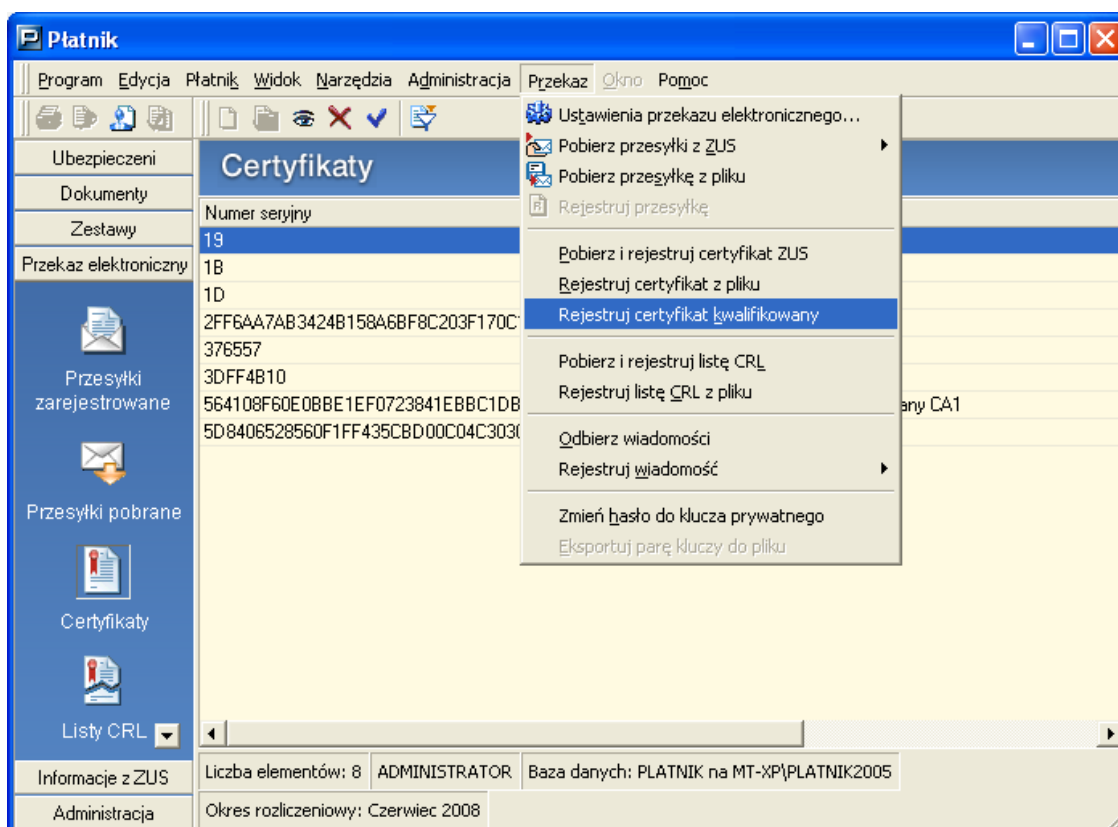 Płatnik
Program Edycja Płatnik Widok Narzędzia Administracja Przekaz Okno Pomoc
Ustawienia przekazu elektronicznego...
Pobierz przesyłki z ZUS
Pobierz przesyłkę z pliku
Rejestruj przesyłkę
Pobierz i rejestruj certyfikat ZUS
Rejestruj certyfikat z pliku
Rejestruj certyfikat kwalifikowany
Pobierz i rejestruj listę CRL
Rejestruj listę CRL z pliku
Odbierz wiadomości
Rejestruj wiadomość
Zmień hasło do klucza prywatnego
Eksportuj parę kluczy do pliku
Ubezpieczeni
Dokumenty
Zestawy
Przekaz elektroniczny
Przesyłki
zarejestrowane
Przesyłki pobrane
Certyfikaty
Listy CRL
Informacje z ZUS
Administracja
Certyfikaty
Numer seryjny
19
1B
1D
2FF6AA7AB3424B158A6BF8C203F170C
376557
3DFF4B10
564108F60E0BBE1EF0723841EBBC1DB any CA1
5D8406528560F1FF435CBD00C04C303
Liczba elementów: 8 ADMINISTRATOR Baza danych: PLATNIK na MT-XP\PLATNIK2005
Okres rozliczeniowy: Czerwiec 2008